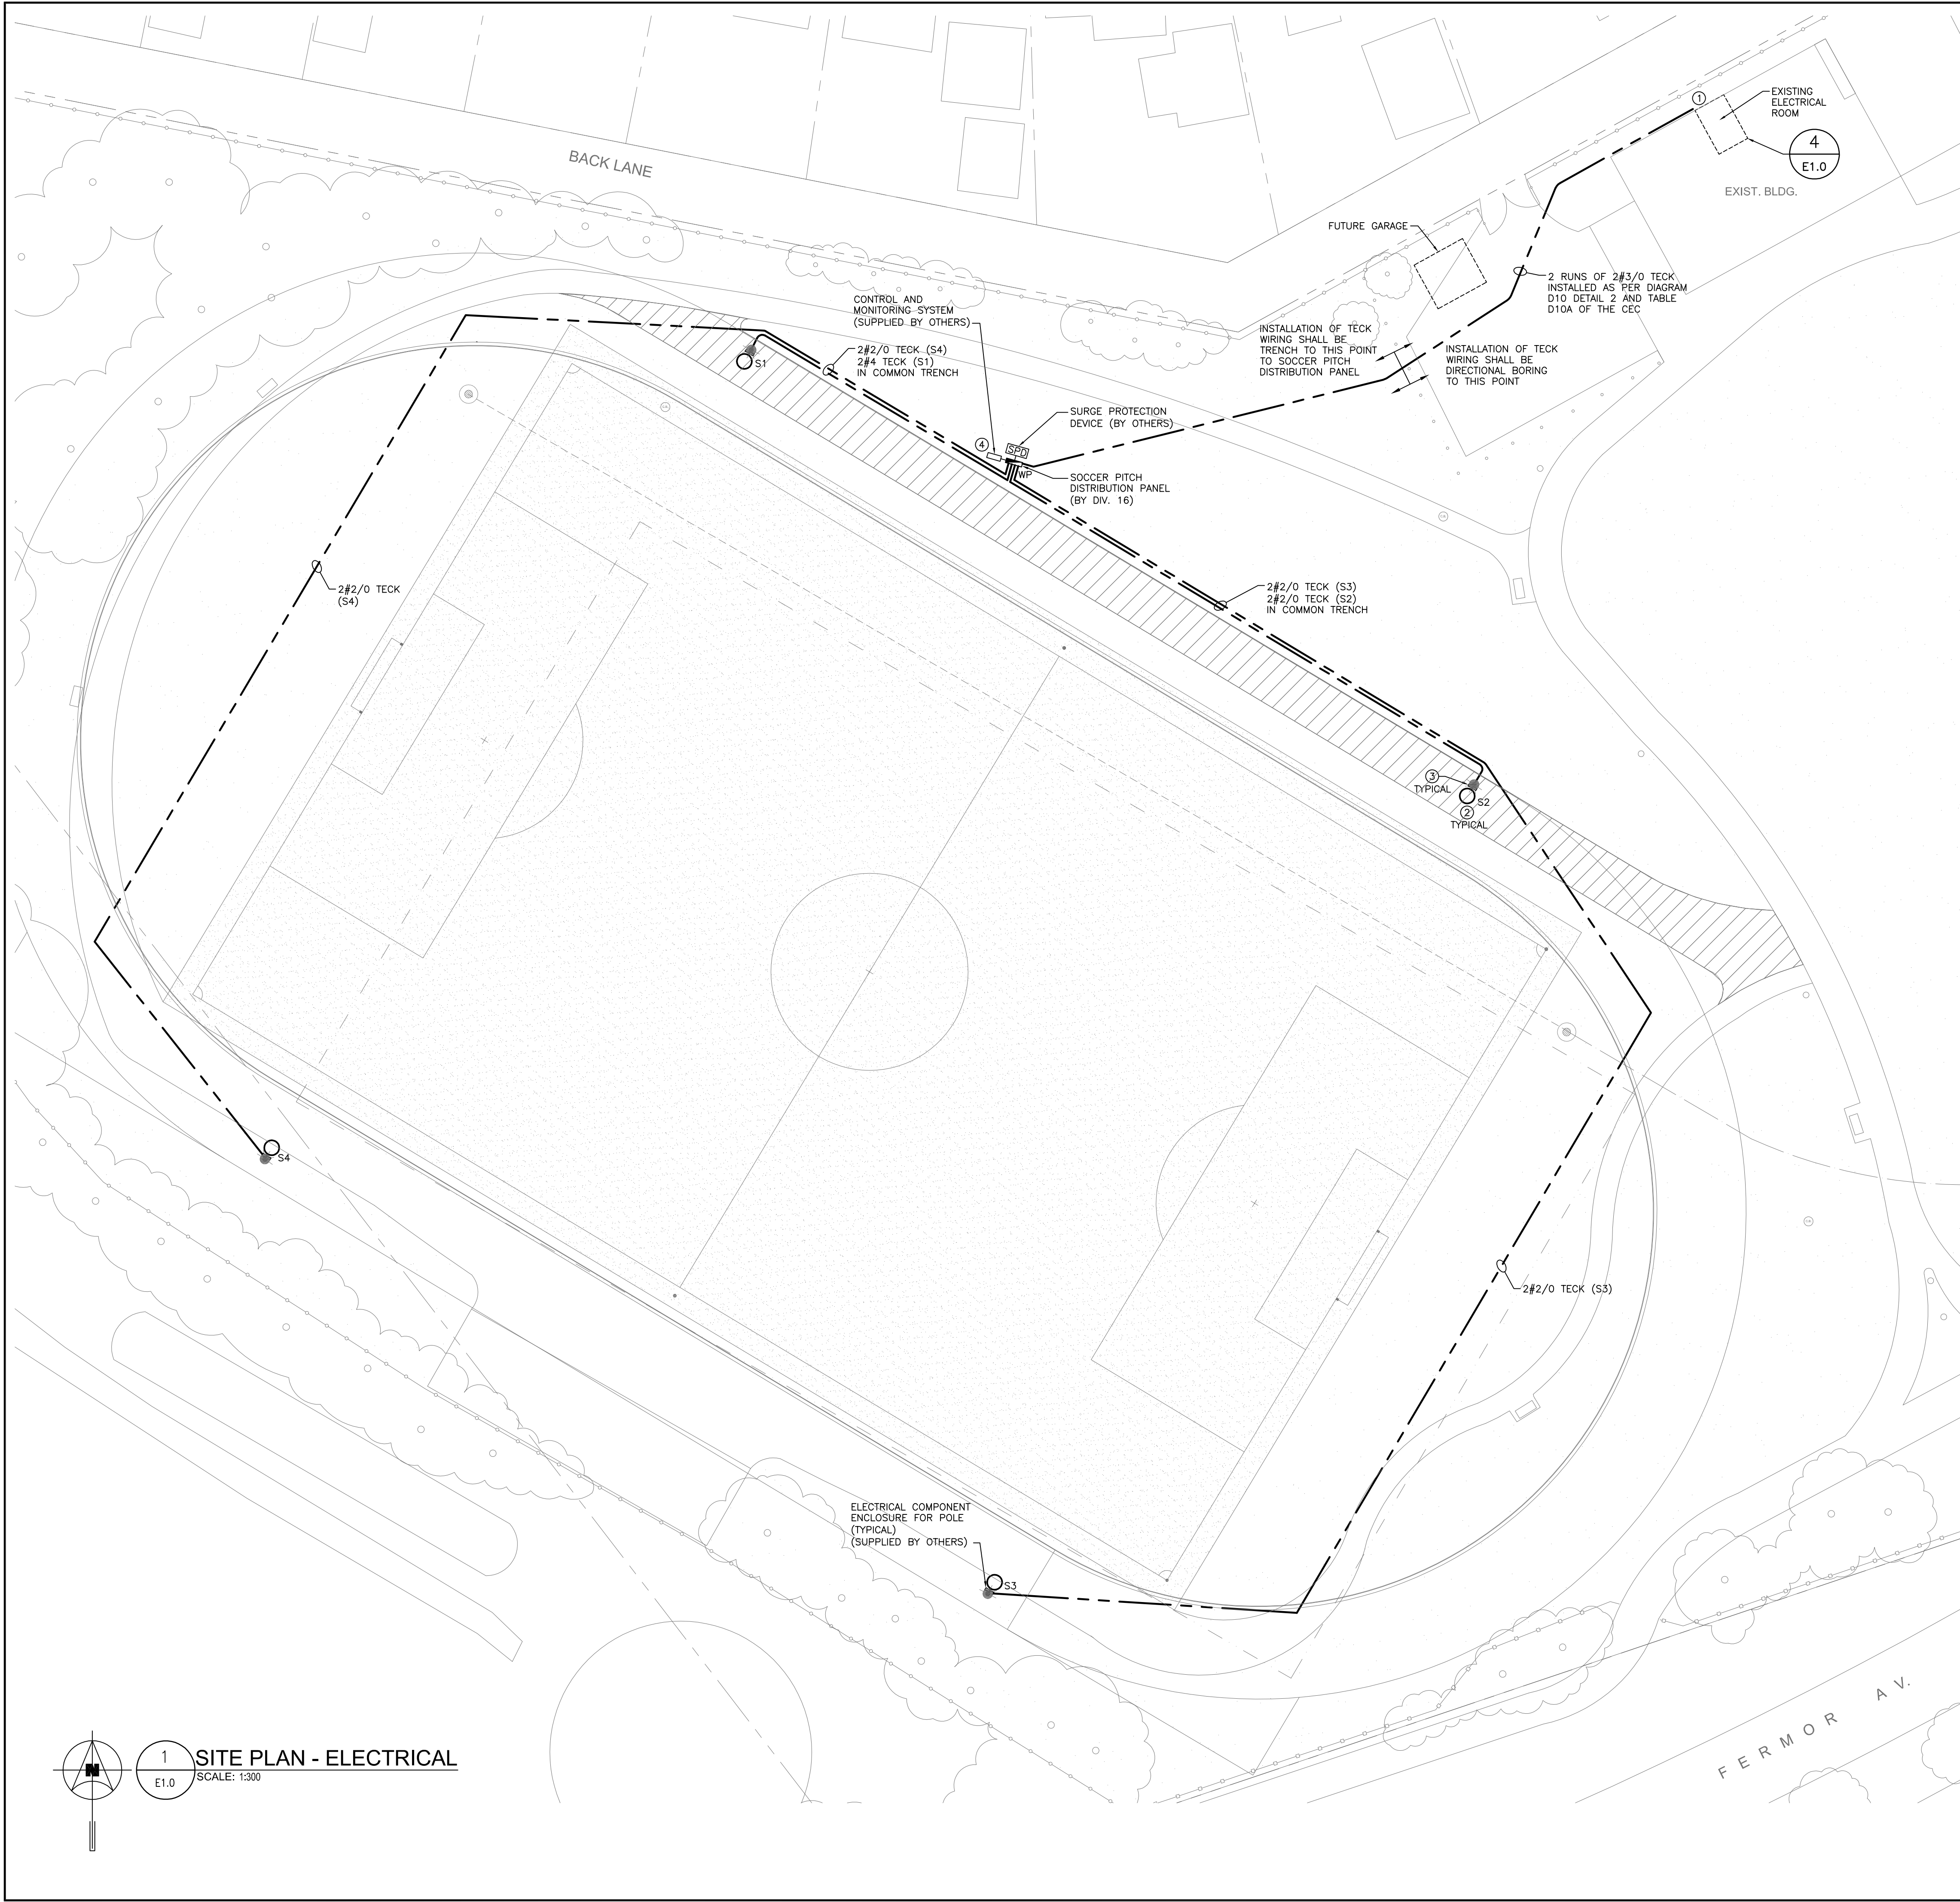 BACK LANE
1
EXISTING
ELECTRICAL
ROOM
4
E1.0
EXIST. BLDG.
FUTURE GARAGE
2 RUNS OF 2#3/0 TECK
INSTALLED AS PER DIAGRAM
D10 DETAIL 2 AND TABLE
D10A OF THE CEC
CONTROL AND
MONITORING SYSTEM
(SUPPLIED BY OTHERS)
INSTALLATION OF TECK
WIRING SHALL BE
TRENCH TO THIS POINT
TO SOCCER PITCH
DISTRIBUTION PANEL
INSTALLATION OF TECK
WIRING SHALL BE
DIRECTIONAL BORING
TO THIS POINT
S1
2#2/0 TECK (S4)
2#4 TECK (S1)
IN COMMON TRENCH
SURGE PROTECTION
DEVICE (BY OTHERS)
4
SPD
WP
SOCCER PITCH
DISTRIBUTION PANEL
(BY DIV. 16)
2#2/0 TECK
(S4)
2#2/0 TECK (S3)
2#2/0 TECK (S2)
IN COMMON TRENCH
3
TYPICAL
S2
2
TYPICAL
S4
2#2/0 TECK (S3)
ELECTRICAL COMPONENT
ENCLOSURE FOR POLE
(TYPICAL)
(SUPPLIED BY OTHERS)
S3
FERMOR AV.
N
1
E1.0
SITE PLAN - ELECTRICAL
SCALE: 1:300